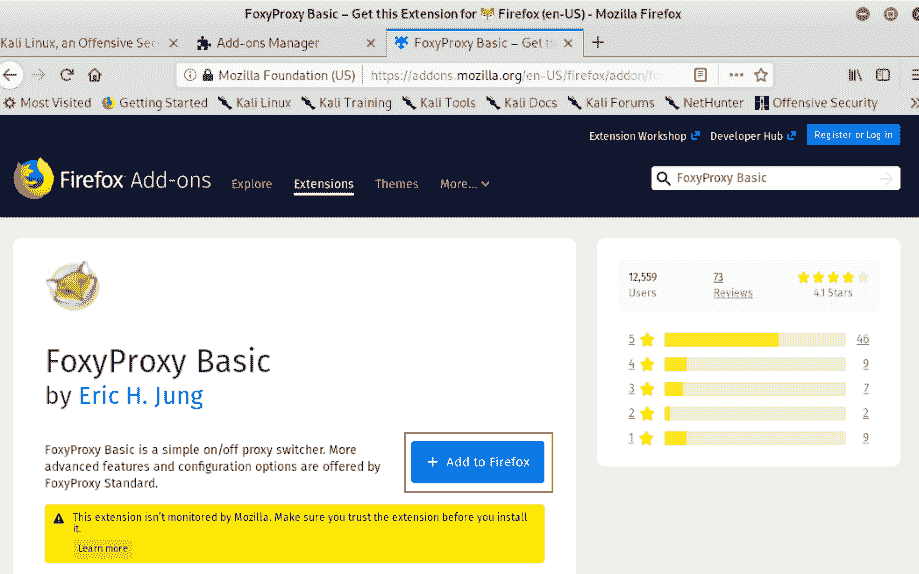 FoxyProxy Basic – Get this Extension for Firefox (en-US) - Mozilla Firefox
Kali Linux, an Offensive Sec
Add-ons Manager
FoxyProxy Basic – Get t
Mozilla Foundation (US)
https://addons.mozilla.org/en-US/firefox/addon/fo
Most Visited
Getting Started
Kali Linux
Kali Training
Kali Tools
Kali Docs
Kali Forums
NetHunter
Offensive Security
Extension Workshop
Developer Hub
Register or Log in
Firefox Add-ons
Explore
Extensions
Themes
More...
FoxyProxy Basic
12,559
Users
73
Reviews
4.1 Stars
5
46
4
9
3
7
2
2
1
9
FoxyProxy Basic
by Eric H. Jung
FoxyProxy Basic is a simple on/off proxy switcher. More
advanced features and configuration options are offered by
FoxyProxy Standard.
+ Add to Firefox
This extension isn't monitored by Mozilla. Make sure you trust the extension before you install
it.
Learn more